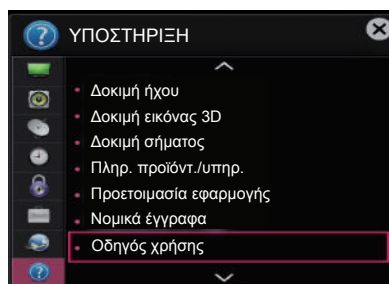 ΥΠΟΣΤΗΡΙΞΗ
• Δοκιμή ήχου
• Δοκιμή εικόνας 3D
• Δοκιμή σήματος
• Πληρ. προϊόντ./υπηρ.
• Προετοιμασία εφαρμογής
• Νομικά έγγραφα
• Οδηγός χρήσης